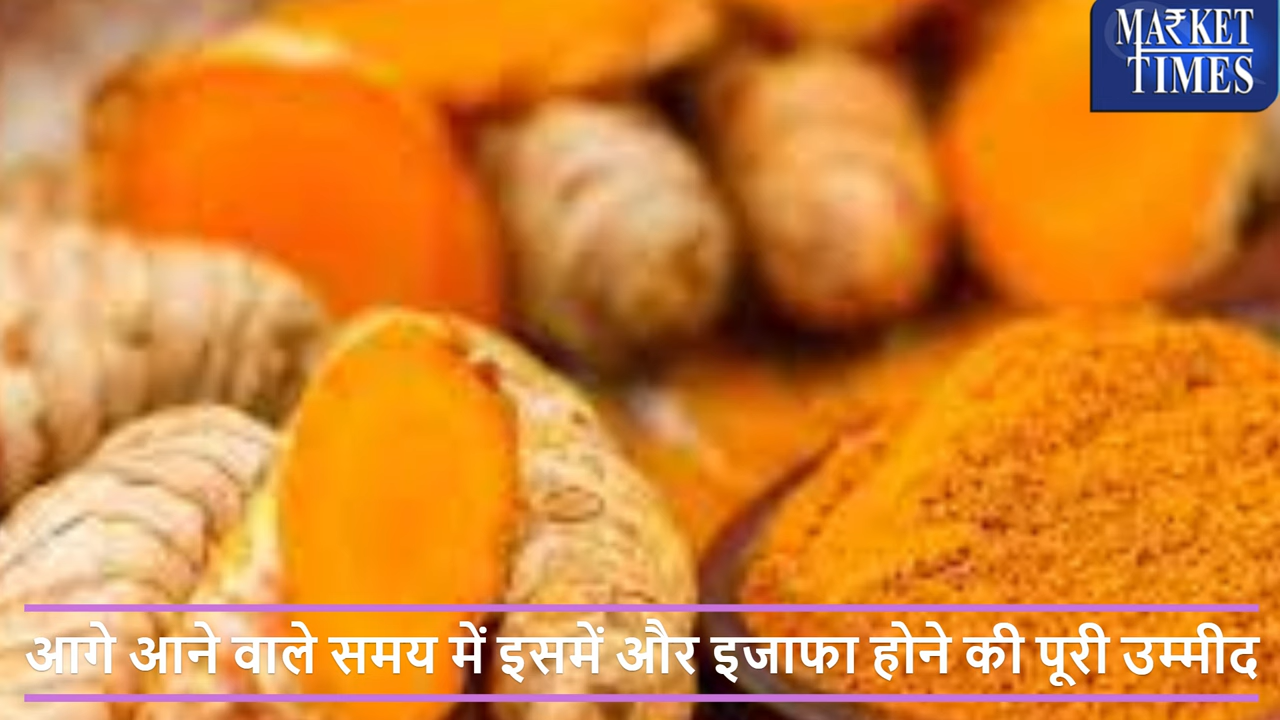 MA₹KET
TIMES
आगे आने वाले समय में इसमें और इजाफा होने की पूरी उम्मीद